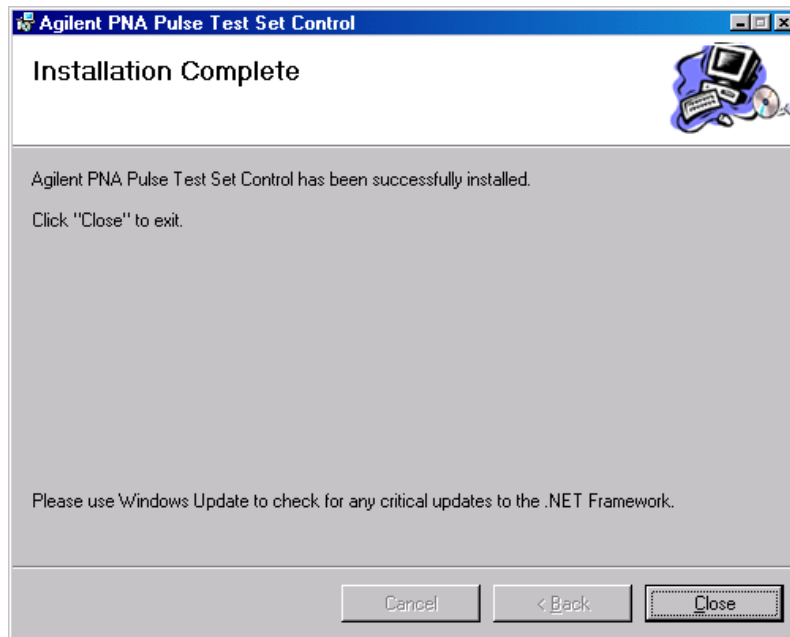 Agilent PNA Pulse Test Set Control
Installation Complete
Agilent PNA Pulse Test Set Control has been successfully installed.
Click "Close" to exit.
Please use Windows Update to check for any critical updates to the .NET Framework.
Cancel
< Back
Close